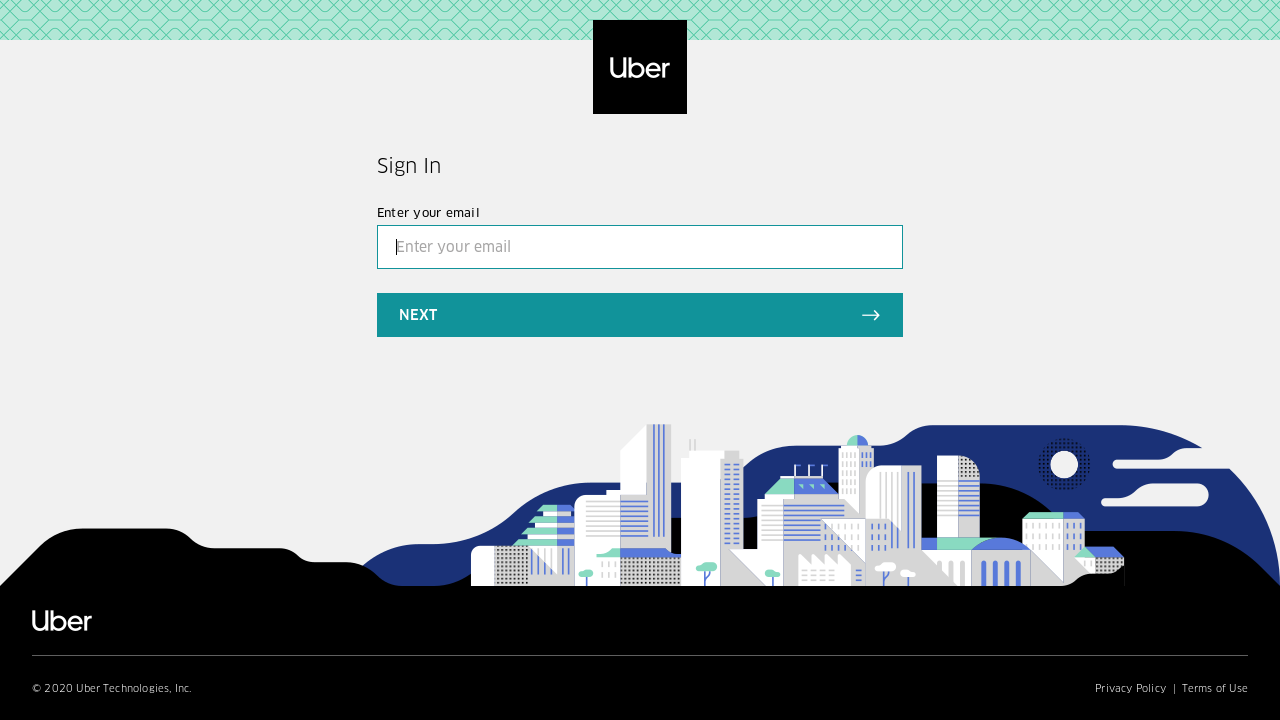 Uber
Sign In
Enter your email
Enter your email
NEXT
Uber
© 2020 Uber Technologies, Inc.
Privacy Policy | Terms of Use